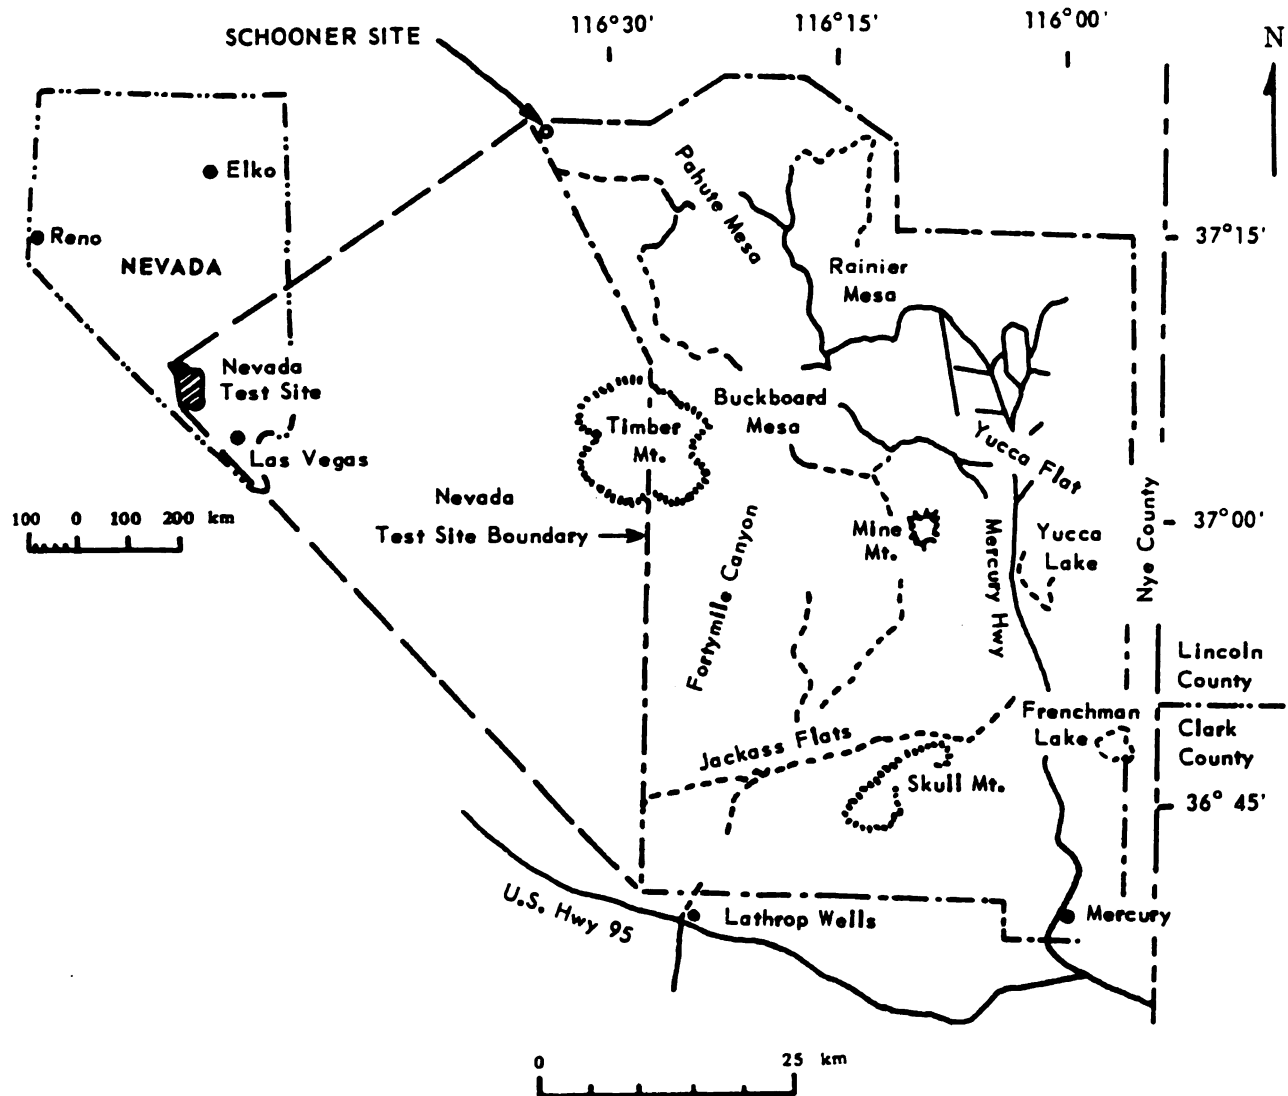 116°30'
116°15'
116°00'
N
SCHOONER SITE
Elko
Reno
NEVADA
Pahute Mesa
37°15'
Rainier
Mesa
Nevada
Test Site
Las Vegas
Buckboard
Mesa
Timber
Mt.
Yucca Flat
100 0 100 200 km
Nevada
Test Site Boundary
Fortymile Canyon
Mine
Mt.
Mercury Hwy
Yucca
Lake
Nye County
37°00'
Lincoln
County
Clark
County
Frenchman
Lake
Jackass Flats
Skull Mt.
36° 45'
U.S. Hwy 95
Lathrop Wells
Mercury
0 25 km